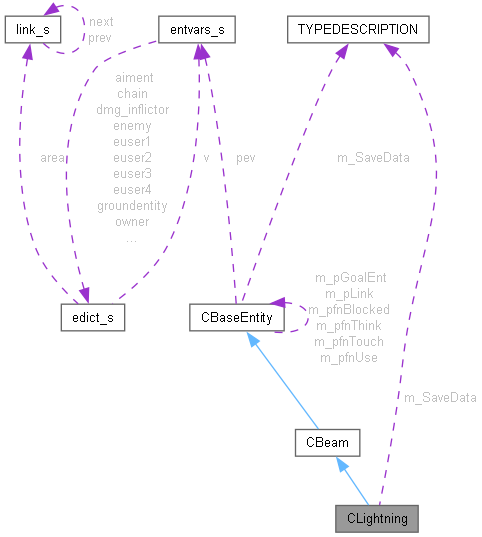 next
prev
link_s
entvars_s
TYPEDESCRIPTION
aiment
chain
dmg_inflictor
enemy
euser1
euser2
euser3
euser4
groundentity
owner
...
area
v
pev
m_SaveData
m_pGoalEnt
m_pLink
m_pfnBlocked
m_pfnThink
m_pfnTouch
m_pfnUse
edict_s
CBaseEntity
m_SaveData
CBeam
CLightning